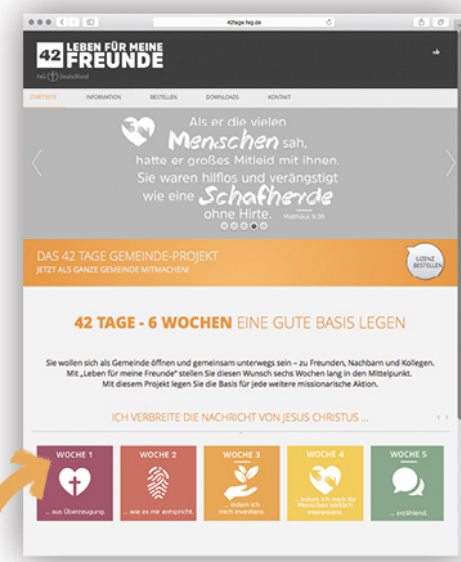 42tage.feg.de
42 LEBEN FÜR MEINE
FREUNDE
FeG Deutschland
STARTSEITE INFORMATION BESTELLEN DOWNLOADS KONTAKT
Als er die vielen
Menschen sah,
hatte er großes Mitleid mit ihnen.
Sie waren hilflos und verängstigt
wie eine Schafherde
ohne Hirte. Matthäus 9,36
DAS 42 TAGE GEMEINDE-PROJEKT
JETZT ALS GANZE GEMEINDE MITMACHEN!
LIZENZ
BESTELLEN
42 TAGE - 6 WOCHEN EINE GUTE BASIS LEGEN
Sie wollen sich als Gemeinde öffnen und gemeinsam unterwegs sein – zu Freunden, Nachbarn und Kollegen.
Mit „Leben für meine Freunde“ stellen Sie diesen Wunsch sechs Wochen lang in den Mittelpunkt.
Mit diesem Projekt legen Sie die Basis für jede weitere missionarische Aktion.
ICH VERBREITE DIE NACHRICHT VON JESUS CHRISTUS ...
WOCHE 1
... aus Überzeugung.
WOCHE 2
... wie es mir entspricht.
WOCHE 3
... indem ich
mich investiere.
WOCHE 4
... indem ich mich für
Menschen wirklich
interessiere.
WOCHE 5
... erzählend.